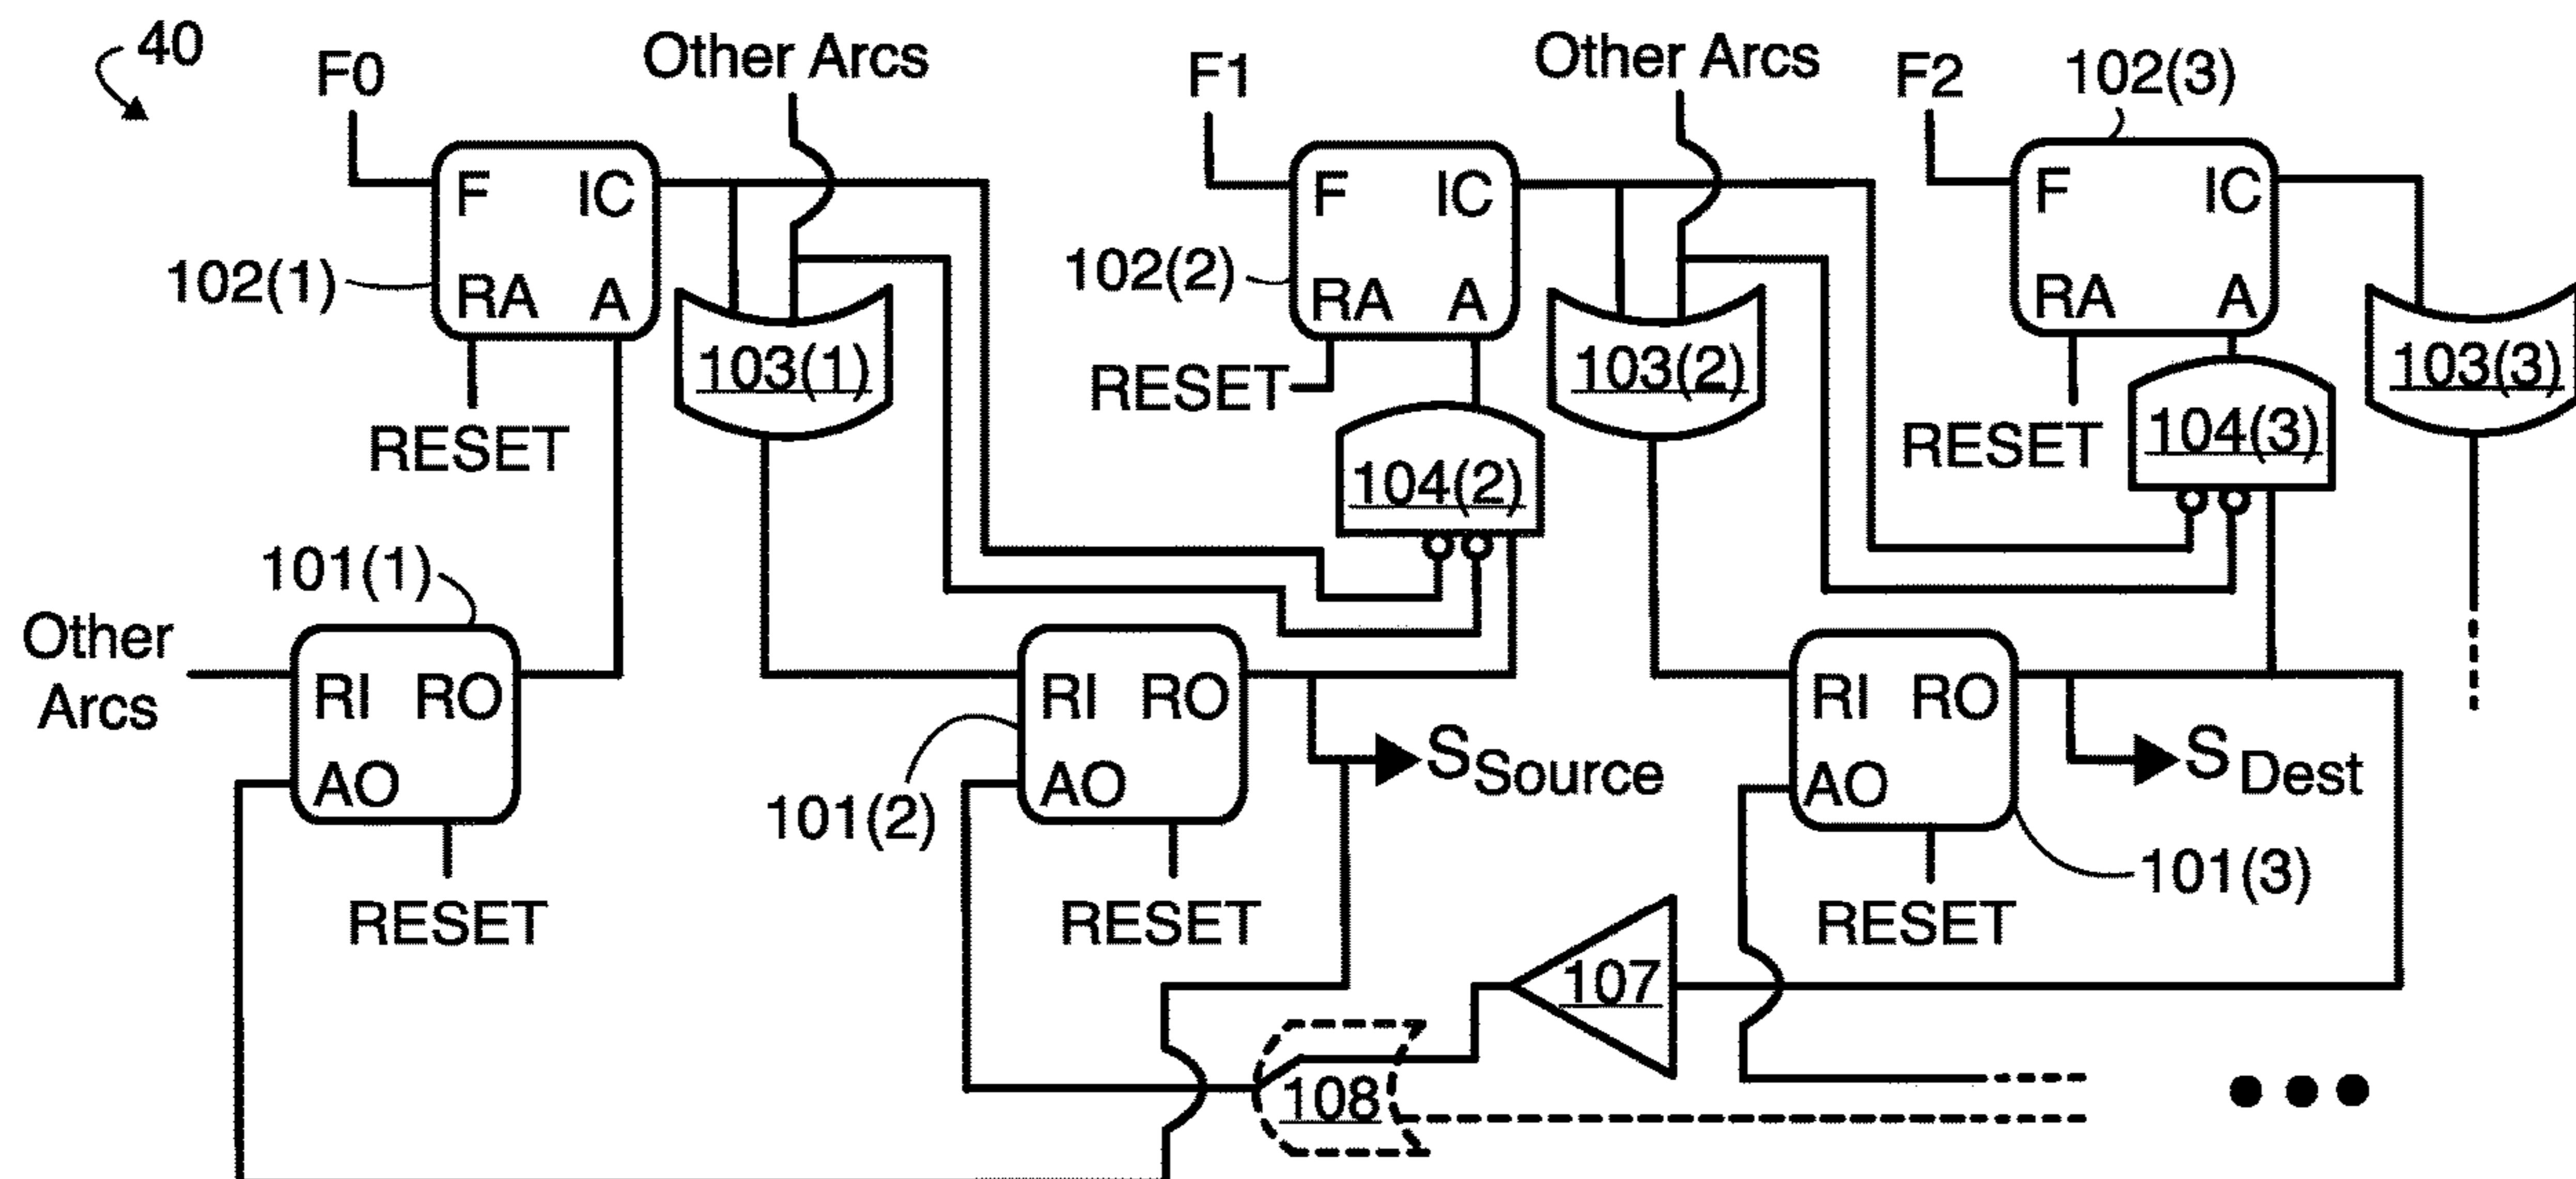 40
F0
Other Arcs
F1
Other Arcs
F2
102(3)
F IC
RA A
F IC
RA A
F IC
RA A
102(1)
102(2)
103(1)
103(2)
103(3)
RESET
RESET
RESET
104(2)
104(3)
101(1)
Other
Arcs
RI RO
AO
RI RO
AO
RI RO
AO
S Source
S Dest
101(2)
101(3)
RESET
RESET
RESET
107
108